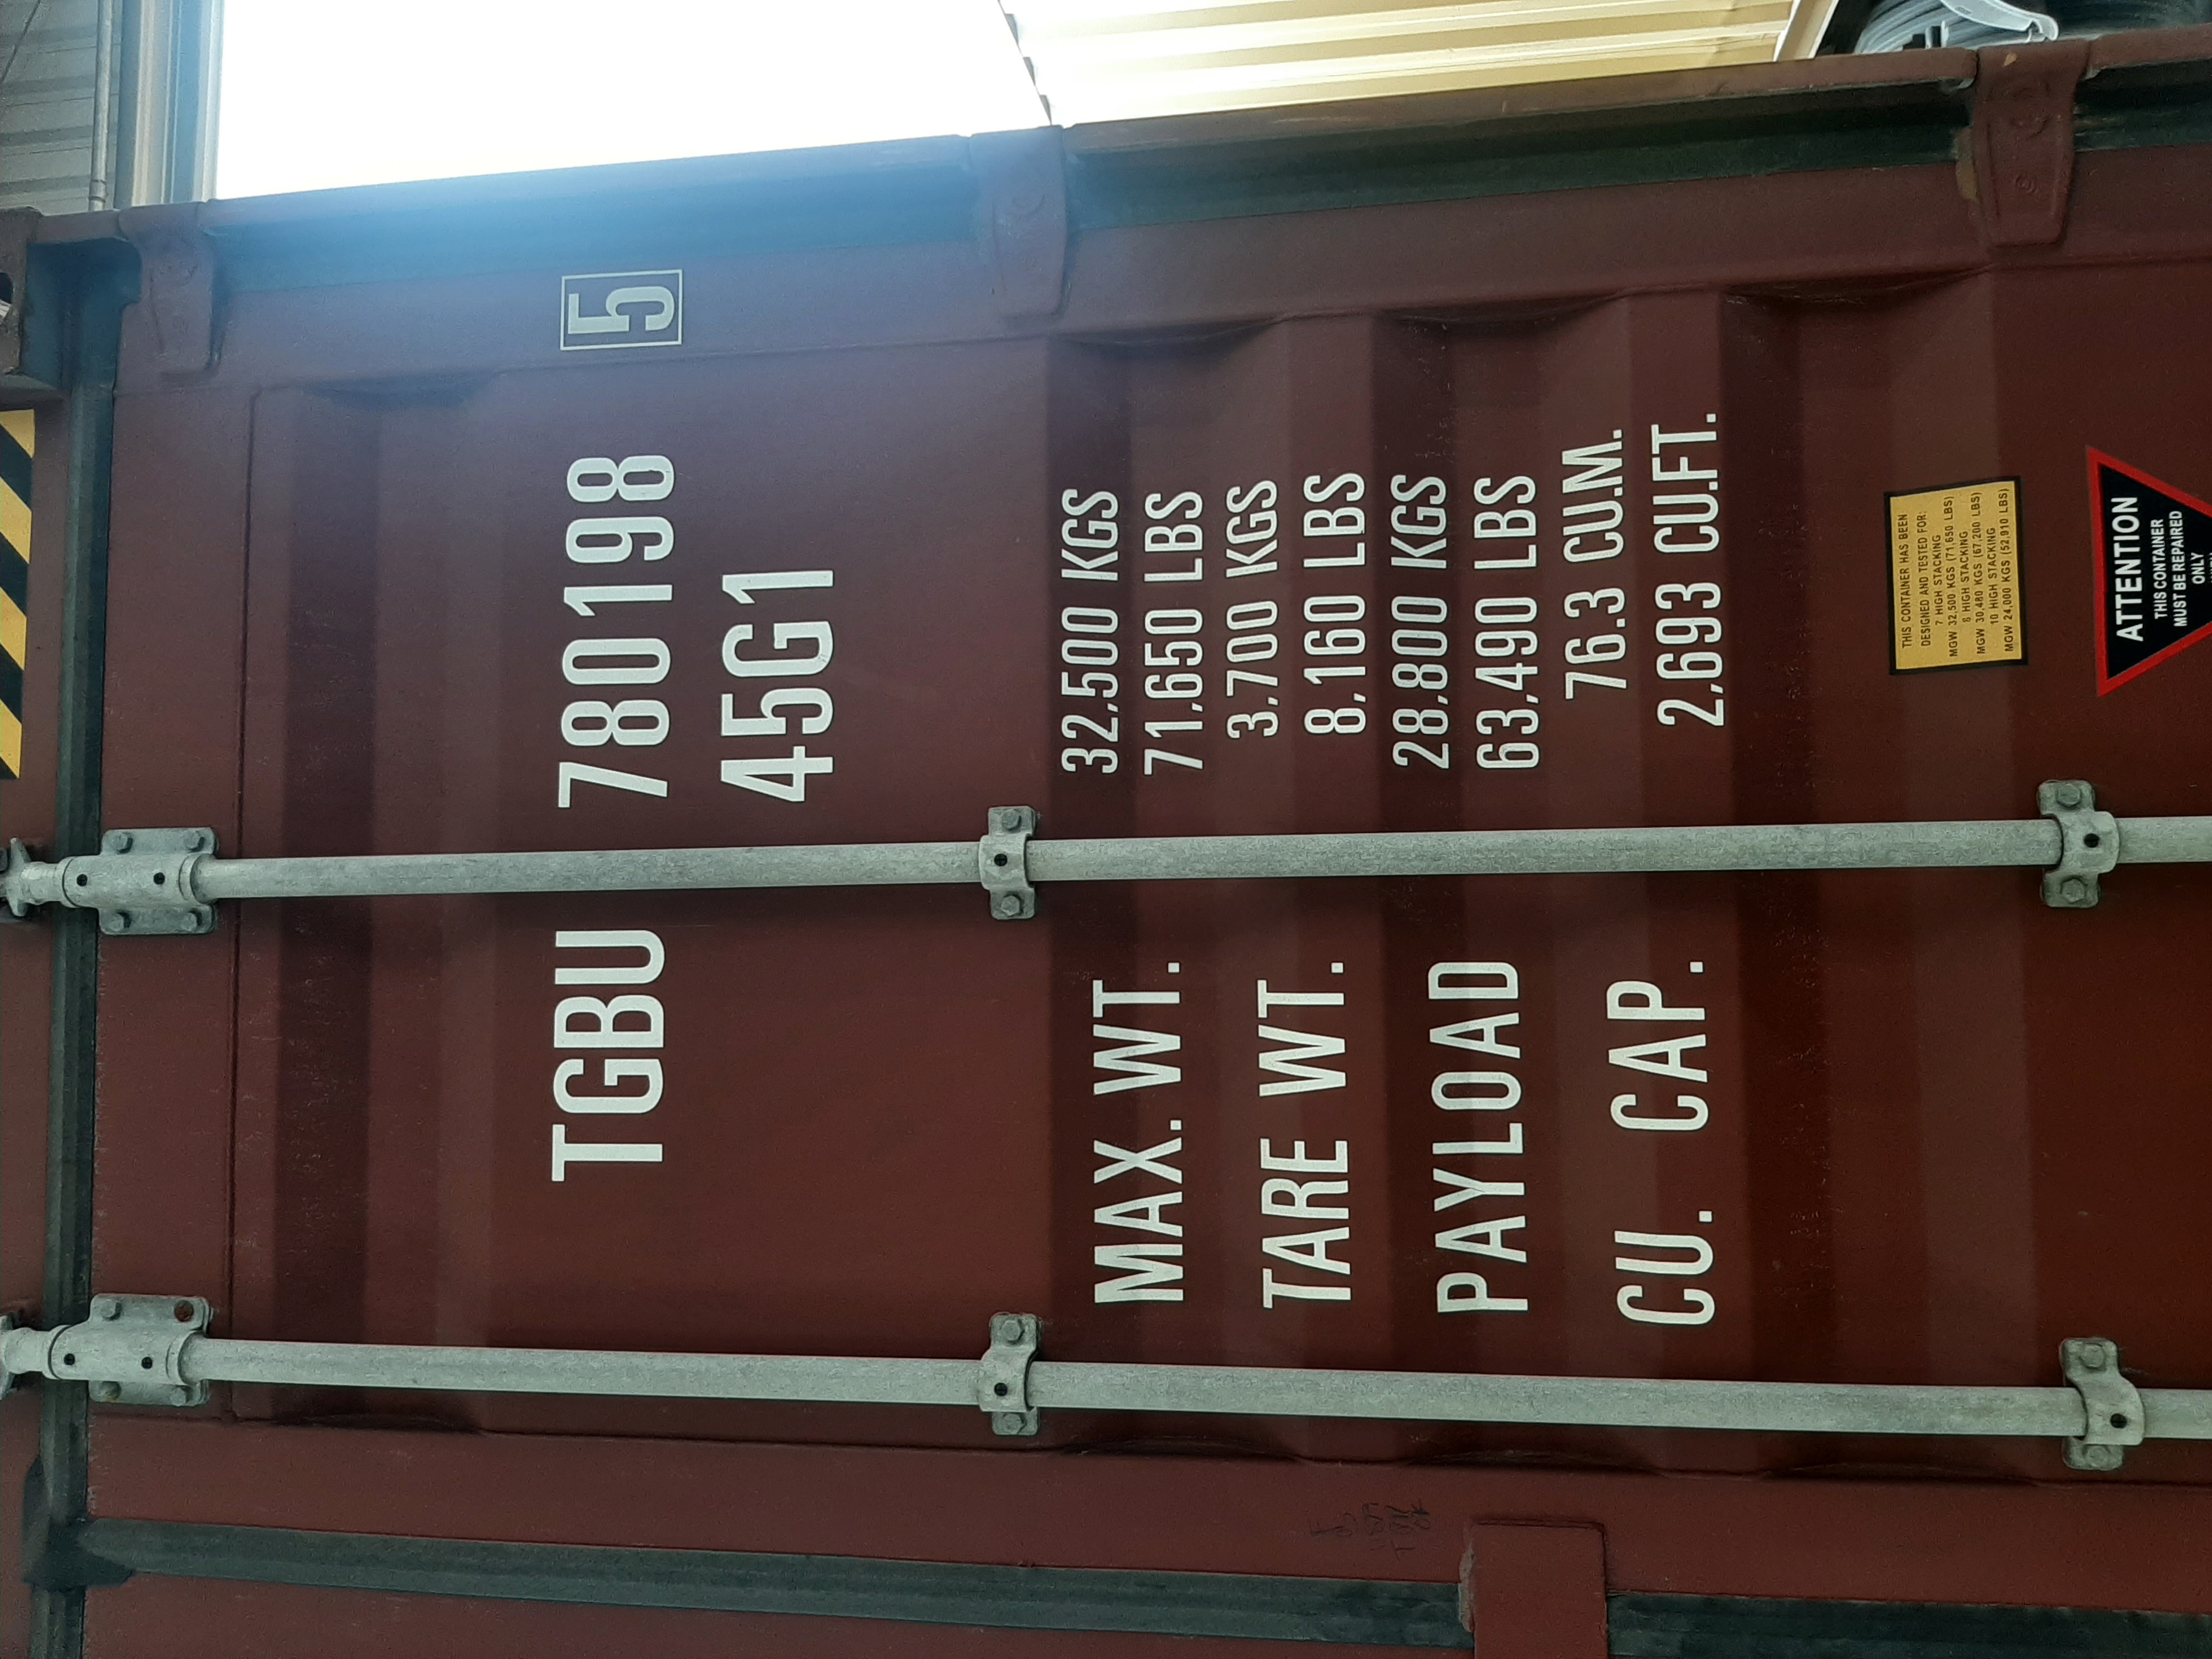 TGBU 780198 5
45G1
MAX. WT. 32,500 KGS
71,650 LBS
TARE WT. 3,700 KGS
8,160 LBS
PAYLOAD 28,800 KGS
63,490 LBS
CU. CAP. 76.3 CU.M.
2,693 CU.FT.
THIS CONTAINER HAS BEEN
DESIGNED AND TESTED FOR:
7 HIGH STACKING
MGW 32,500 KGS (71,650 LBS)
8 HIGH STACKING
MGW 30,480 KGS (67,200 LBS)
10 HIGH STACKING
MGW 24,000 KGS (52,910 LBS)
ATTENTION
THIS CONTAINER
MUST BE REPAIRED
ONLY